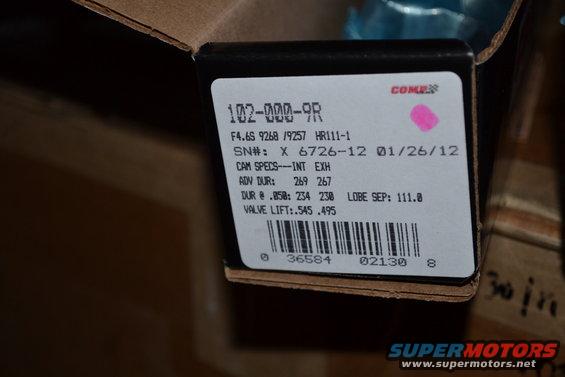 COMP
102-000-9R
F4.6S 9268 /9257 HR111-1
SN#: X 6726-12 01/26/12
CAM SPECS---INT EXH
ADV DUR: 269 267
DUR @ .050: 234 230 LOBE SEP: 111.0
VALVE LIFT:.545 .495
0 36584 02130 8
30in
SUPERMOTORS
www.supermotors.net